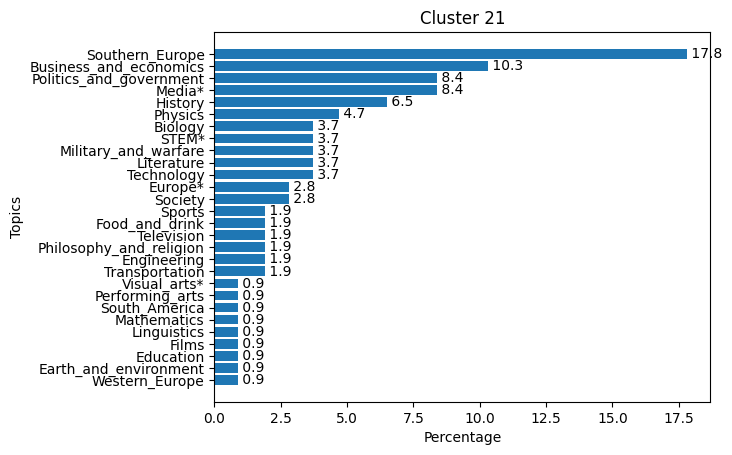 Cluster 21
Topics
Southern_Europe 17.8
Business_and_economics 10.3
Politics_and_government 8.4
Media* 8.4
History 6.5
Physics 4.7
Biology 3.7
STEM* 3.7
Military_and_warfare 3.7
Literature 3.7
Technology 3.7
Europe* 2.8
Society 2.8
Sports 1.9
Food_and_drink 1.9
Television 1.9
Philosophy_and_religion 1.9
Engineering 1.9
Transportation 1.9
Visual_arts* 0.9
Performing_arts 0.9
South_America 0.9
Mathematics 0.9
Linguistics 0.9
Films 0.9
Education 0.9
Earth_and_environment 0.9
Western_Europe 0.9
0.0 2.5 5.0 7.5 10.0 12.5 15.0 17.5
Percentage